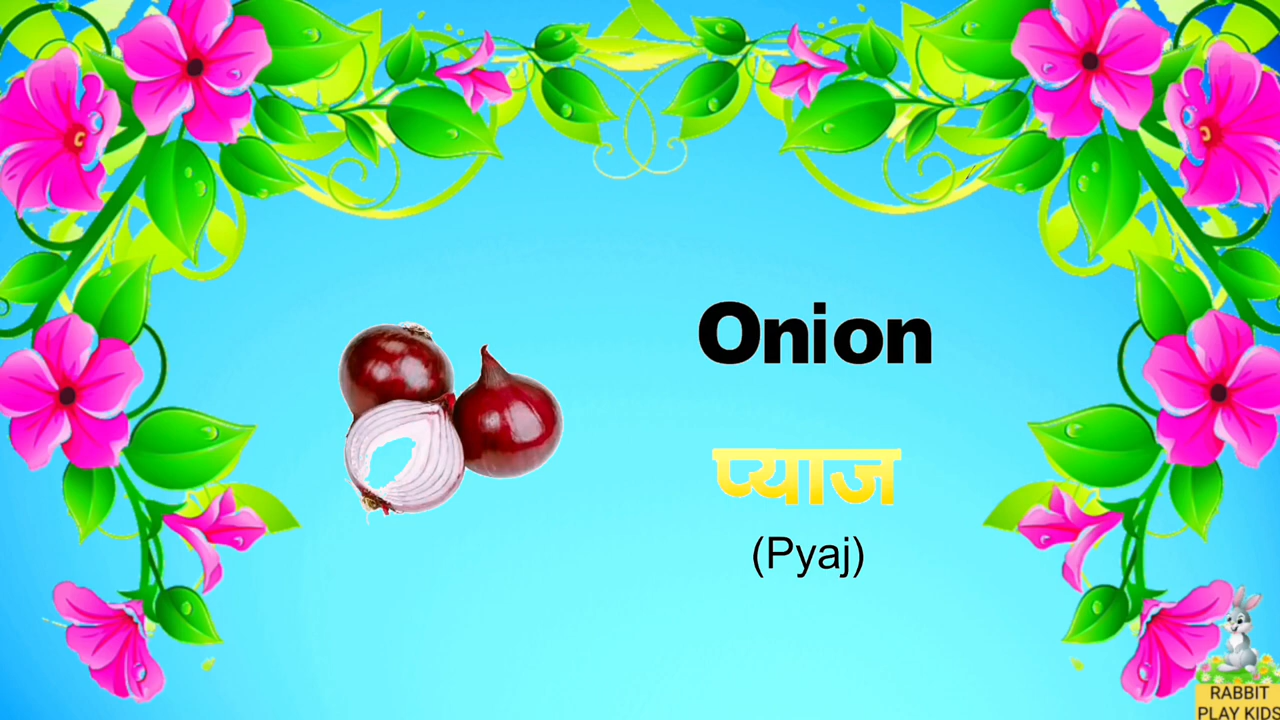 Onion
प्याज
(Pyaj)
RABBIT
PLAY KIDS